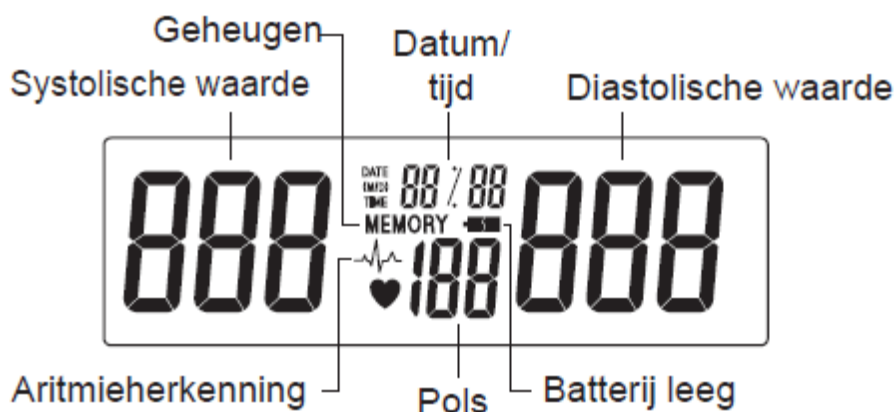 Geheugen
Datum/
tijd
Systolische waarde
Diastolische waarde
888
DATE
(M/D)
TIME
88⁒88
MEMORY
188
888
Aritmieherkenning
Pols
Batterij leeg